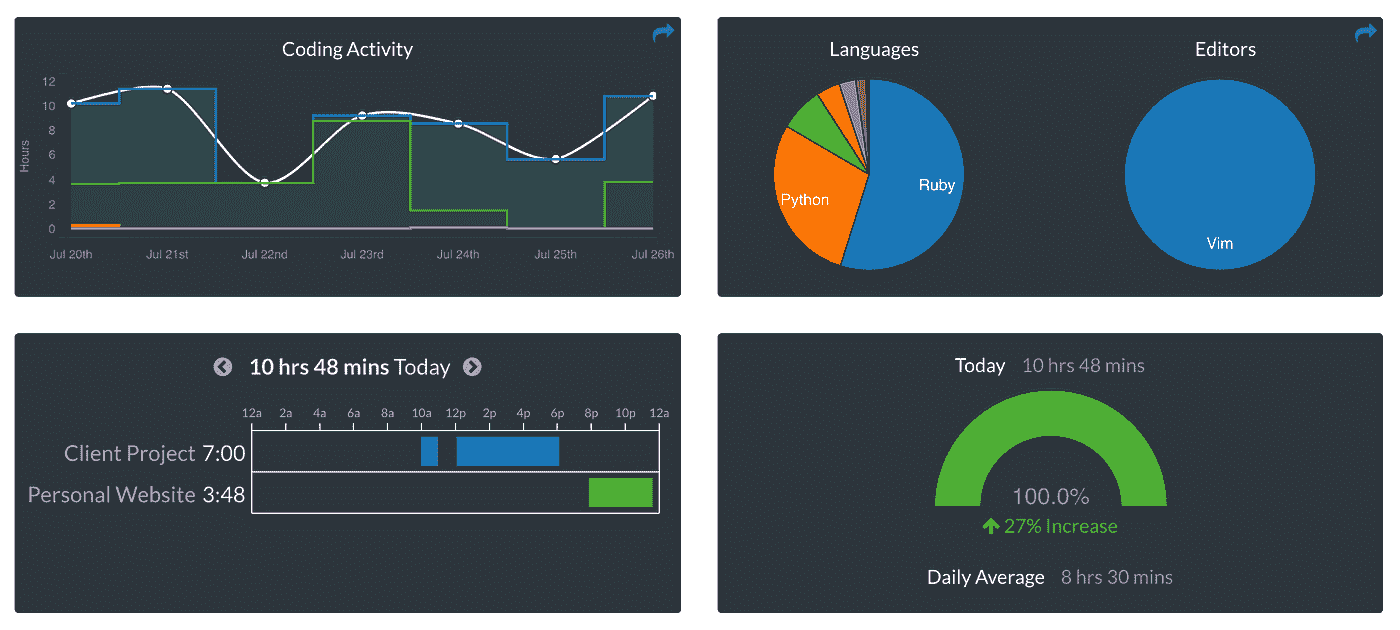 Coding Activity
12
10
8
6
4
2
0
Hours
Jul 20th Jul 21st Jul 22nd Jul 23rd Jul 24th Jul 25th Jul 26th
Languages
Python
Ruby
Editors
Vim
10 hrs 48 mins Today
12a 2a 4a 6a 8a 10a 12p 2p 4p 6p 8p 10p 12a
Client Project 7:00
Personal Website 3:48
Today 10 hrs 48 mins
100.0%
27% Increase
Daily Average 8 hrs 30 mins